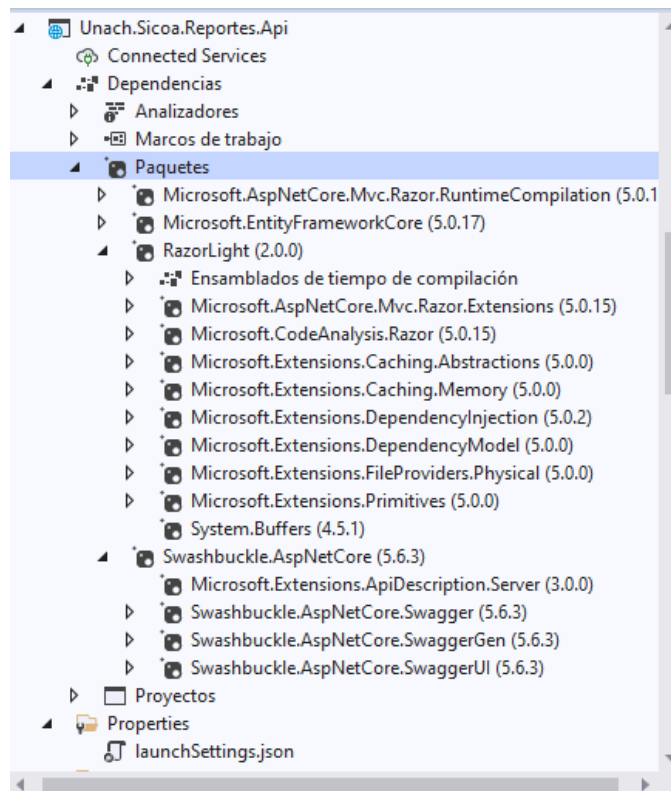 Unach.Sicoa.Reportes.Api
Connected Services
Dependencias
Analizadores
Marcos de trabajo
Paquetes
Microsoft.AspNetCore.Mvc.Razor.RuntimeCompilation (5.0.1
Microsoft.EntityFrameworkCore (5.0.17)
RazorLight (2.0.0)
Ensamblados de tiempo de compilación
Microsoft.AspNetCore.Mvc.Razor.Extensions (5.0.15)
Microsoft.CodeAnalysis.Razor (5.0.15)
Microsoft.Extensions.Caching.Abstractions (5.0.0)
Microsoft.Extensions.Caching.Memory (5.0.0)
Microsoft.Extensions.DependencyInjection (5.0.2)
Microsoft.Extensions.DependencyModel (5.0.0)
Microsoft.Extensions.FileProviders.Physical (5.0.0)
Microsoft.Extensions.Primitives (5.0.0)
System.Buffers (4.5.1)
Swashbuckle.AspNetCore (5.6.3)
Microsoft.Extensions.ApiDescription.Server (3.0.0)
Swashbuckle.AspNetCore.Swagger (5.6.3)
Swashbuckle.AspNetCore.SwaggerGen (5.6.3)
Swashbuckle.AspNetCore.SwaggerUI (5.6.3)
Proyectos
Properties
launchSettings.json